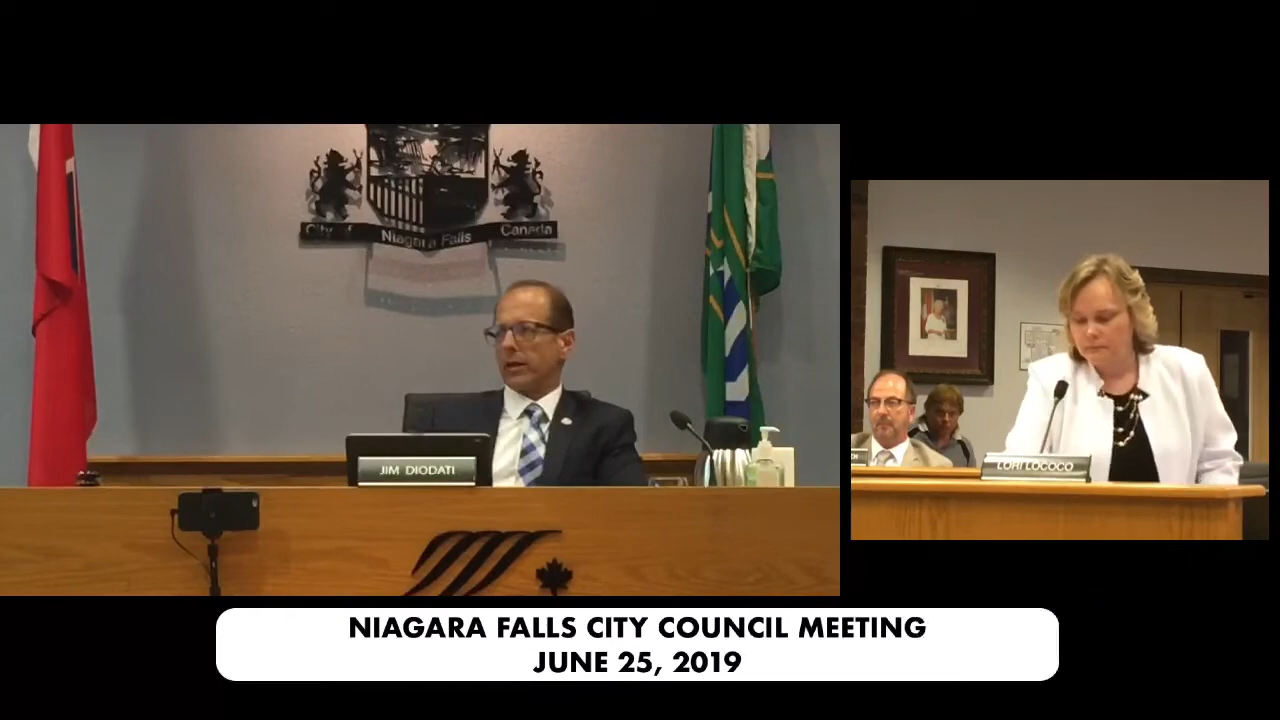 City of Niagara Falls Canada
JIM DIODATI
LORI LOCOCO
NIAGARA FALLS CITY COUNCIL MEETING
JUNE 25, 2019